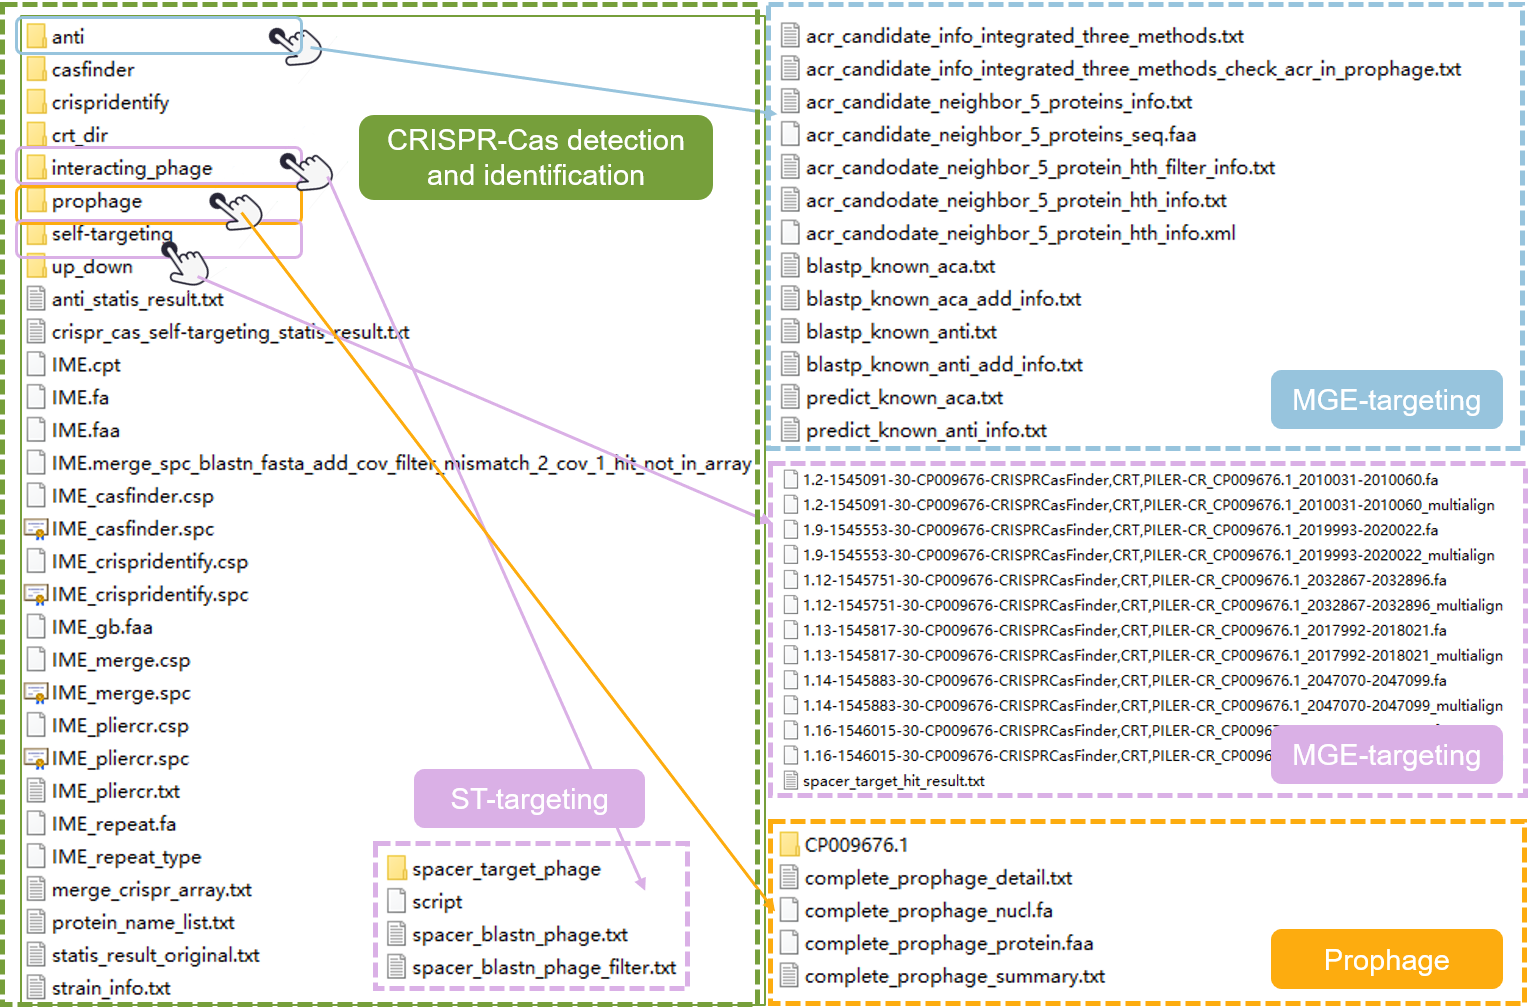 anti
casfinder
crispridentify
crt_dir
interacting_phage
prophage
self-targeting
up_down
anti_statis_result.txt
crispr_cas_self-targeting_statis_result.txt
IME.cpt
IME.fa
IME.faa
IME.merge_spc_blastn_fasta_add_cov_filter_mismatch_2_cov_1_hit_not_in_array
IME_casfinder.csp
IME_casfinder.spc
IME_crispridentify.csp
IME_crispridentify.spc
IME_gb.faa
IME_merge.csp
IME_merge.spc
IME_pliercr.csp
IME_pliercr.spc
IME_pliercr.txt
IME_repeat.fa
IME_repeat_type
merge_crispr_array.txt
protein_name_list.txt
statis_result_original.txt
strain_info.txt
CRISPR-Cas detection
and identification
ST-targeting
spacer_target_phage
script
spacer_blastn_phage.txt
spacer_blastn_phage_filter.txt
acr_candidate_info_integrated_three_methods.txt
acr_candidate_info_integrated_three_methods_check_acr_in_prophage.txt
acr_candidate_neighbor_5_proteins_info.txt
acr_candidate_neighbor_5_proteins_seq.faa
acr_candodate_neighbor_5_protein_hth_filter_info.txt
acr_candodate_neighbor_5_protein_hth_info.txt
acr_candodate_neighbor_5_protein_hth_info.xml
blastp_known_aca.txt
blastp_known_aca_add_info.txt
blastp_known_anti.txt
blastp_known_anti_add_info.txt
predict_known_aca.txt
predict_known_anti_info.txt
MGE-targeting
1.2-1545091-30-CP009676-CRISPRCasFinder,CRT,PILER-CR_CP009676.1_2010031-2010060.fa
1.2-1545091-30-CP009676-CRISPRCasFinder,CRT,PILER-CR_CP009676.1_2010031-2010060_multialign
1.9-1545553-30-CP009676-CRISPRCasFinder,CRT,PILER-CR_CP009676.1_2019993-2020022.fa
1.9-1545553-30-CP009676-CRISPRCasFinder,CRT,PILER-CR_CP009676.1_2019993-2020022_multialign
1.12-1545751-30-CP009676-CRISPRCasFinder,CRT,PILER-CR_CP009676.1_2032867-2032896.fa
1.12-1545751-30-CP009676-CRISPRCasFinder,CRT,PILER-CR_CP009676.1_2032867-2032896_multialign
1.13-1545817-30-CP009676-CRISPRCasFinder,CRT,PILER-CR_CP009676.1_2017992-2018021.fa
1.13-1545817-30-CP009676-CRISPRCasFinder,CRT,PILER-CR_CP009676.1_2017992-2018021_multialign
1.14-1545883-30-CP009676-CRISPRCasFinder,CRT,PILER-CR_CP009676.1_2047070-2047099.fa
1.14-1545883-30-CP009676-CRISPRCasFinder,CRT,PILER-CR_CP009676.1_2047070-2047099_multialign
1.16-1546015-30-CP009676-CRISPRCasFinder,CRT,PILER-CR_CP0096
1.16-1546015-30-CP009676-CRISPRCasFinder,CRT,PILER-CR_CP0096
spacer_target_hit_result.txt
MGE-targeting
CP009676.1
complete_prophage_detail.txt
complete_prophage_nucl.fa
complete_prophage_protein.faa
complete_prophage_summary.txt
Prophage